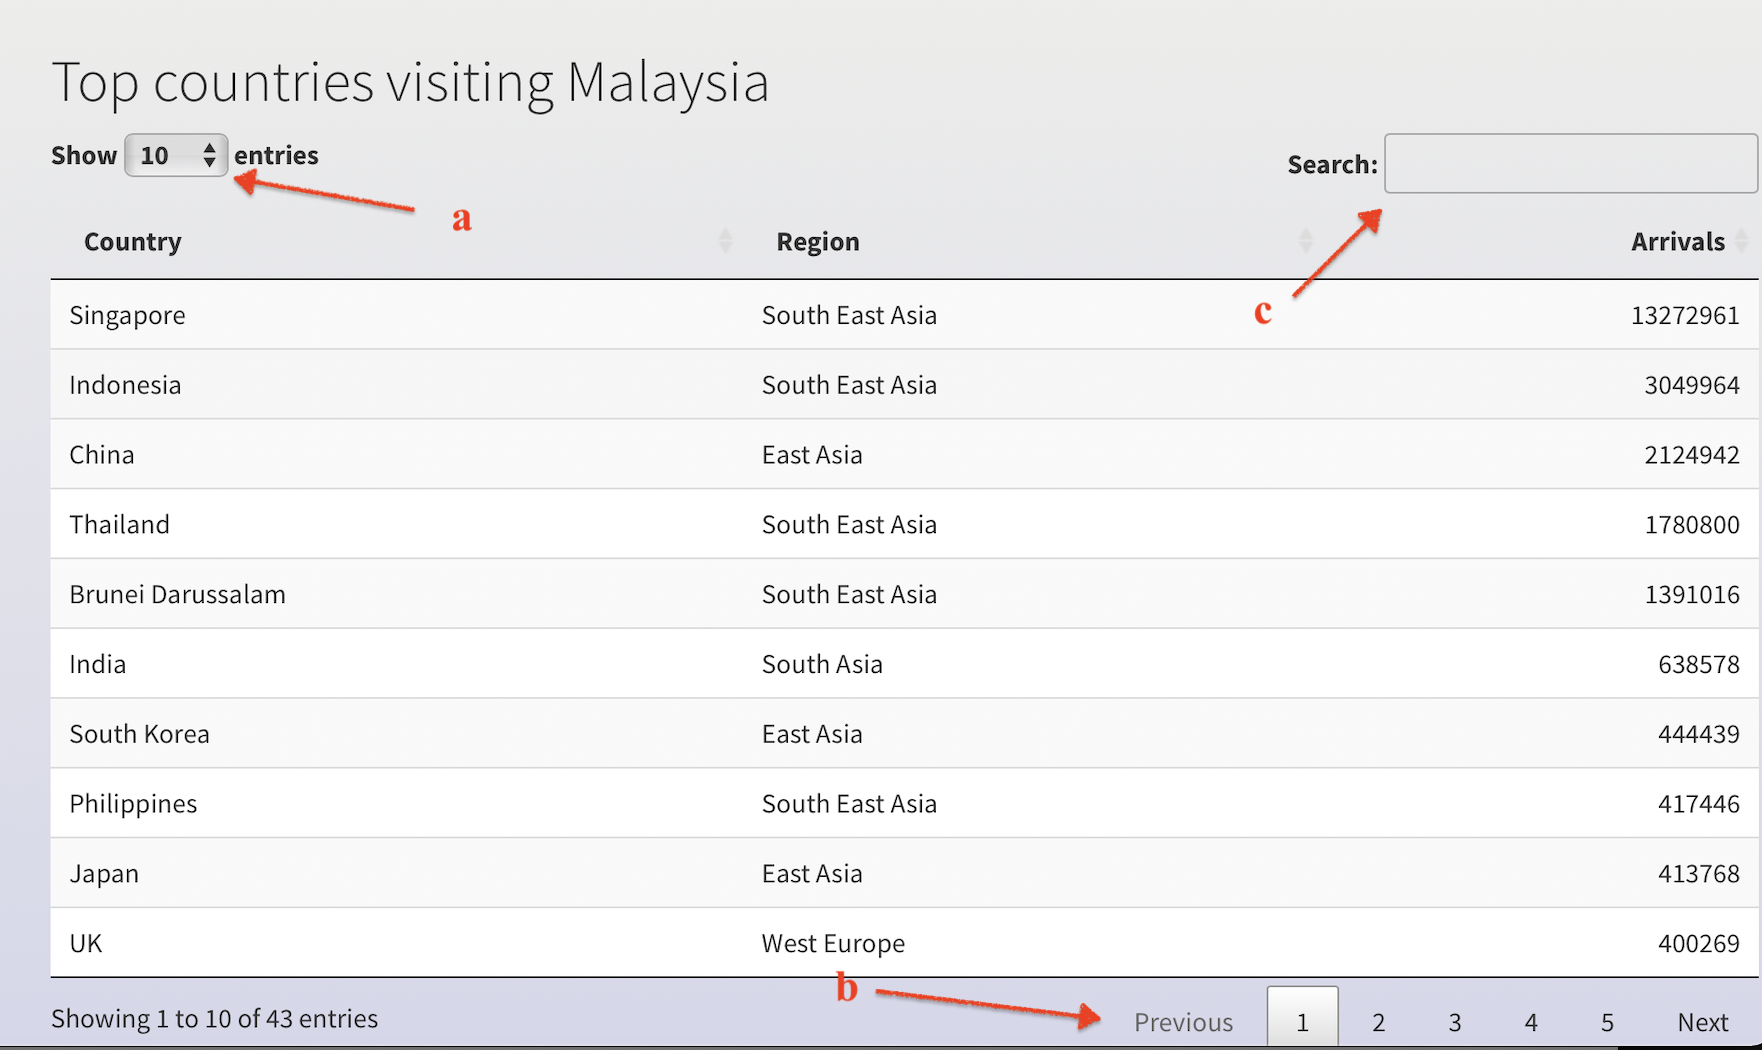 Top countries visiting Malaysia
Show 10 entries Search:
a
Country Region Arrivals
c
Singapore South East Asia 13272961
Indonesia South East Asia 3049964
China East Asia 2124942
Thailand South East Asia 1780800
Brunei Darussalam South East Asia 1391016
India South Asia 638578
South Korea East Asia 444439
Philippines South East Asia 417446
Japan East Asia 413768
UK West Europe 400269
b
Showing 1 to 10 of 43 entries Previous 1 2 3 4 5 Next